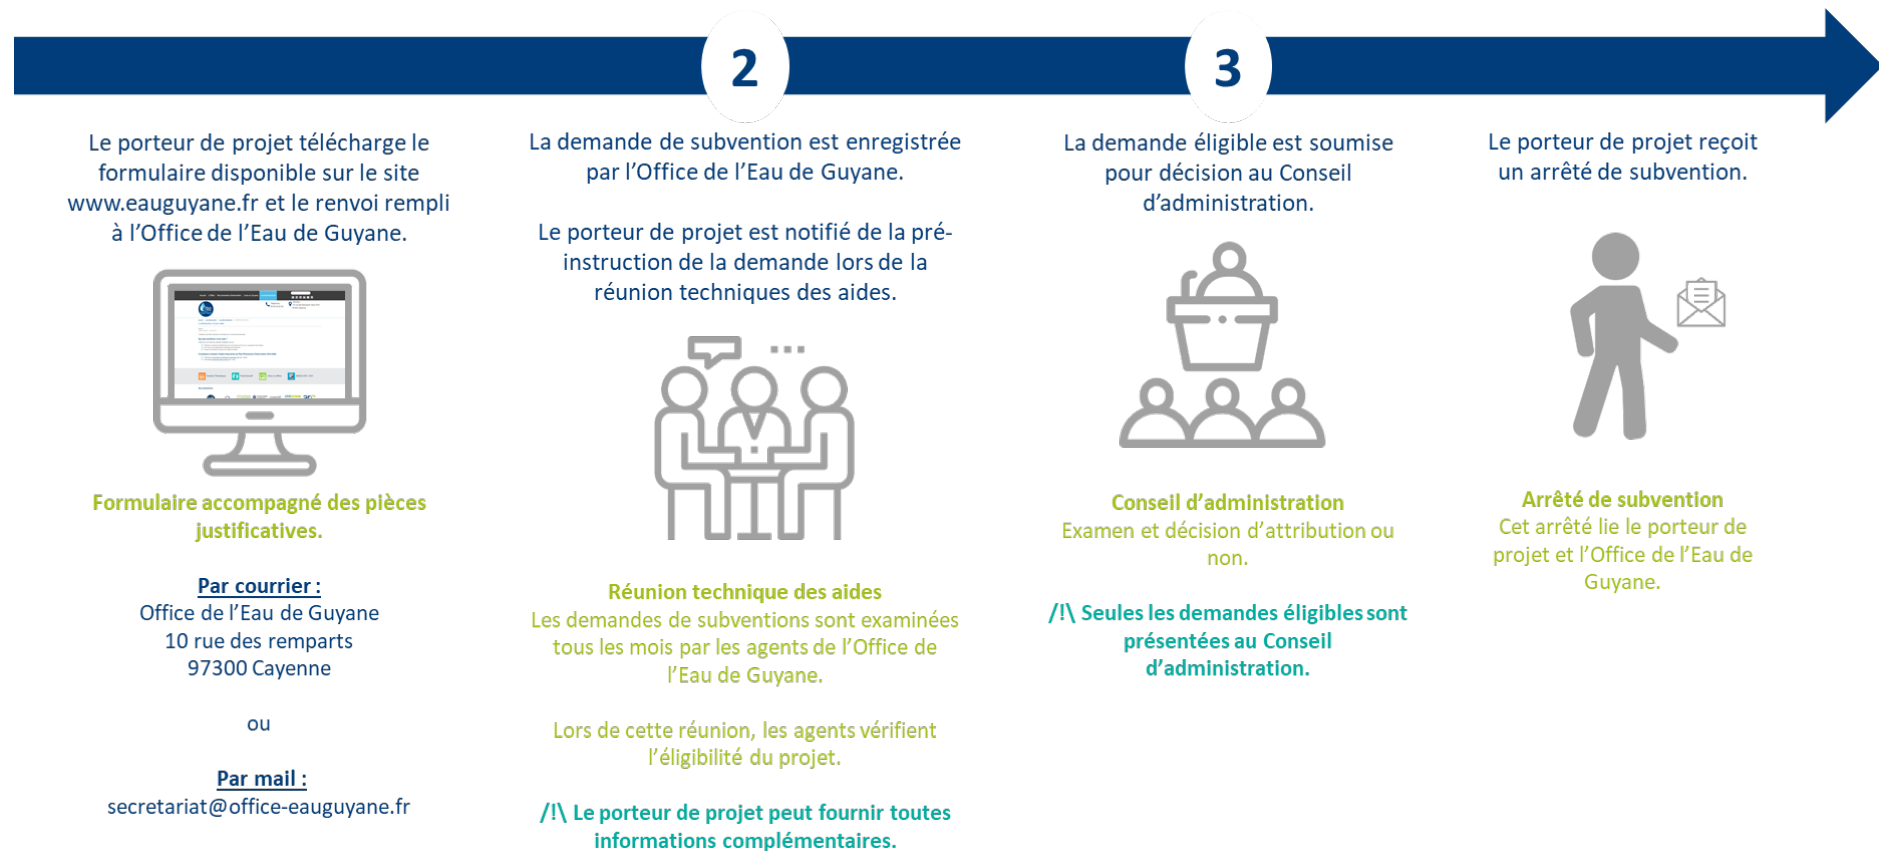 2
3
Le porteur de projet télécharge le
formulaire disponible sur le site
www.eauguyane.fr et le renvoi rempli
à l’Office de l’Eau de Guyane.
Formulaire accompagné des pièces
justificatives.
Par courrier :
Office de l’Eau de Guyane
10 rue des remparts
97300 Cayenne
ou
Par mail :
secretariat@office-eauguyane.fr
La demande de subvention est enregistrée
par l’Office de l’Eau de Guyane.
Le porteur de projet est notifié de la pré-
instruction de la demande lors de la
réunion techniques des aides.
Réunion technique des aides
Les demandes de subventions sont examinées
tous les mois par les agents de l’Office de
l’Eau de Guyane.
Lors de cette réunion, les agents vérifient
l’éligibilité du projet.
/!\ Le porteur de projet peut fournir toutes
informations complémentaires.
La demande éligible est soumise
pour décision au Conseil
d’administration.
Conseil d’administration
Examen et décision d’attribution ou
non.
/!\ Seules les demandes éligibles sont
présentées au Conseil
d’administration.
Le porteur de projet reçoit
un arrêté de subvention.
Arrêté de subvention
Cet arrêté lie le porteur de
projet et l’Office de l’Eau de
Guyane.